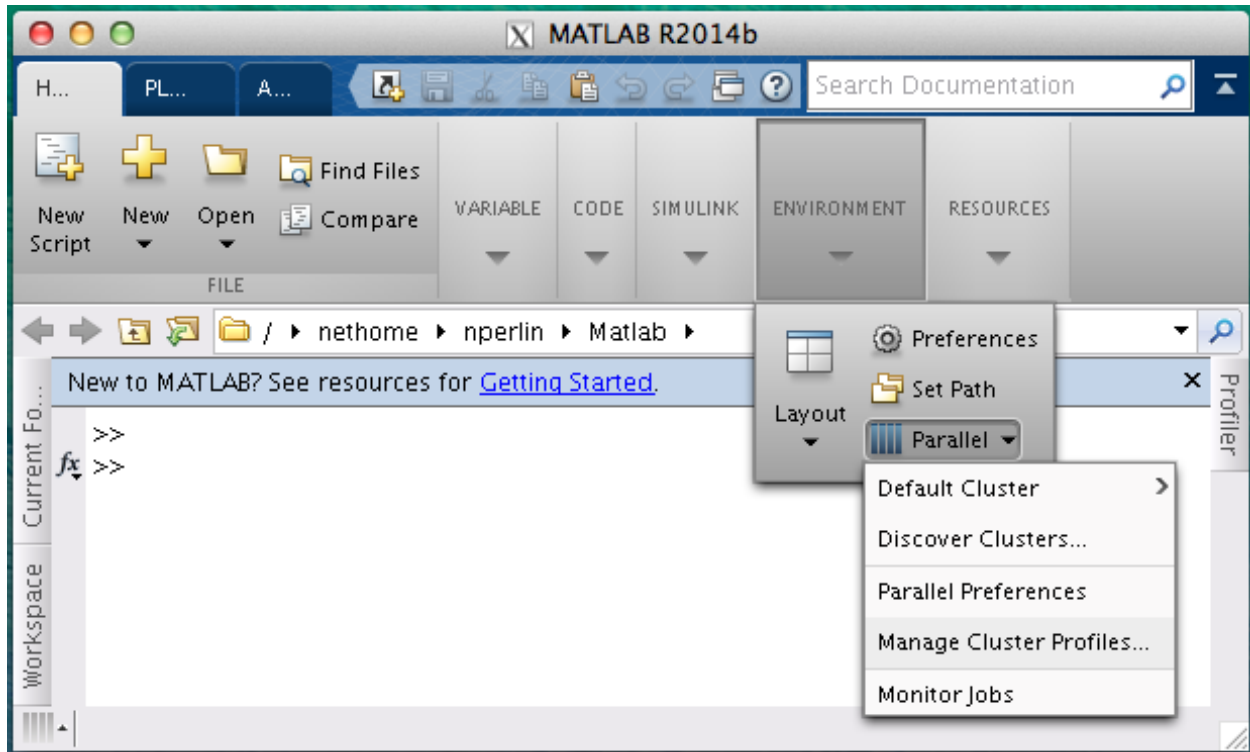 MATLAB R2014b
H...
PL...
A...
Search Documentation
New Script
New
Open
Find Files
Compare
FILE
VARIABLE
CODE
SIMULINK
ENVIRONMENT
RESOURCES
/ ▸ nethome ▸ nperlin ▸ Matlab ▸
New to MATLAB? See resources for Getting Started.
>>
fx >>
Layout
Preferences
Set Path
Parallel
Default Cluster
Discover Clusters...
Parallel Preferences
Manage Cluster Profiles...
Monitor Jobs
Current Fo...
Workspace
Profiler